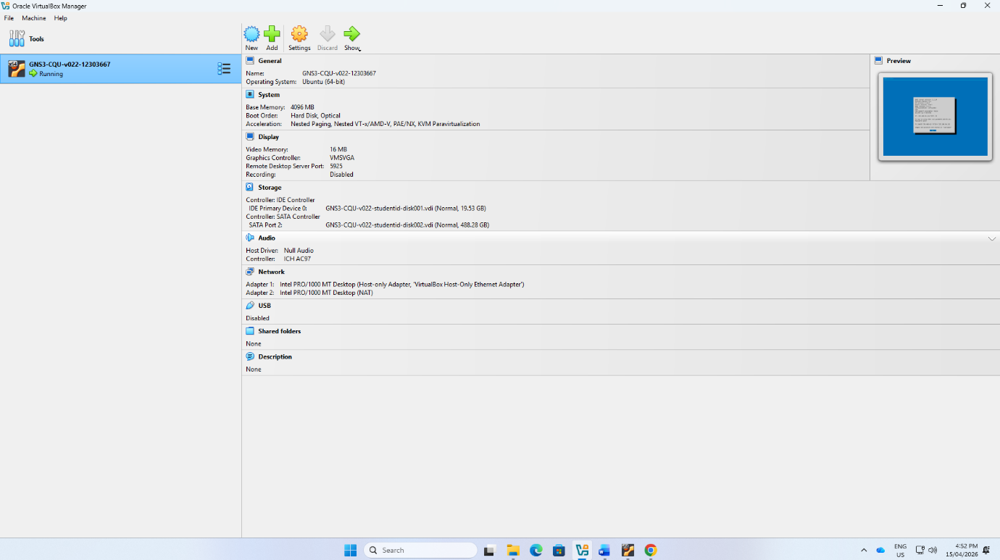 Oracle VirtualBox Manager
File Machine Help
Tools
New Add Settings Discard Show
GNS3-CQU-v022-12303667
Running
General
Name: GNS3-CQU-v022-12303667
Operating System: Ubuntu (64-bit)
System
Base Memory: 4096 MB
Boot Order: Hard Disk, Optical
Acceleration: Nested Paging, Nested VT-x/AMD-V, PAE/NX, KVM Paravirtualization
Display
Video Memory: 16 MB
Graphics Controller: VMSVGA
Remote Desktop Server Port: 5925
Recording: Disabled
Preview
Storage
Controller: IDE Controller
IDE Primary Device 0: GNS3-CQU-v022-studentid-disk001.vdi (Normal, 19.53 GB)
Controller: SATA Controller
SATA Port 2: GNS3-CQU-v022-studentid-disk002.vdi (Normal, 488.28 GB)
Audio
Host Driver: Null Audio
Controller: ICH AC97
Network
Adapter 1: Intel PRO/1000 MT Desktop (Host-only Adapter, 'VirtualBox Host-Only Ethernet Adapter')
Adapter 2: Intel PRO/1000 MT Desktop (NAT)
USB
Disabled
Shared folders
None
Description
None
Search
ENG
US
4:52 PM
15/04/2026